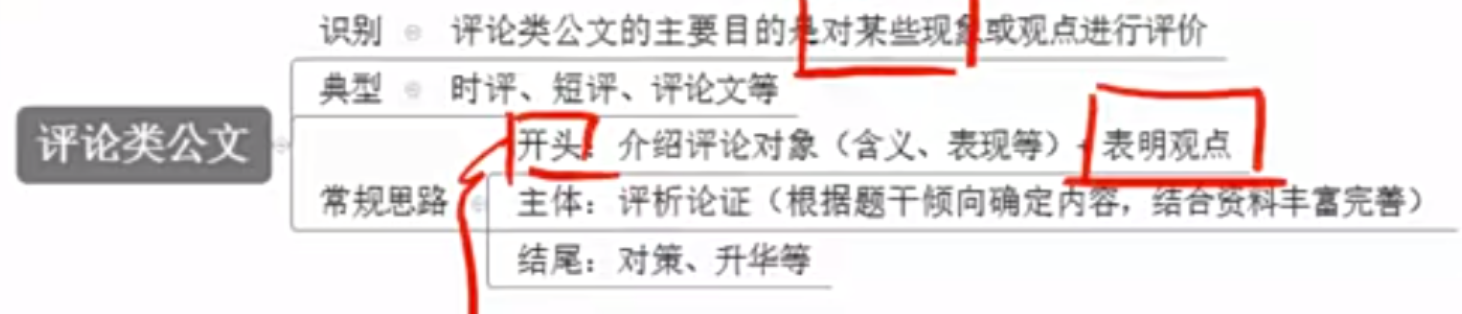 识别 评论类公文的主要目的是对某些现象或观点进行评价
典型 时评、短评、评论文等
评论类公文
开头：介绍评论对象（含义、表现等）+表明观点
常规思路
主体：评析论证（根据题干倾向确定内容，结合资料丰富完善）
结尾：对策、升华等